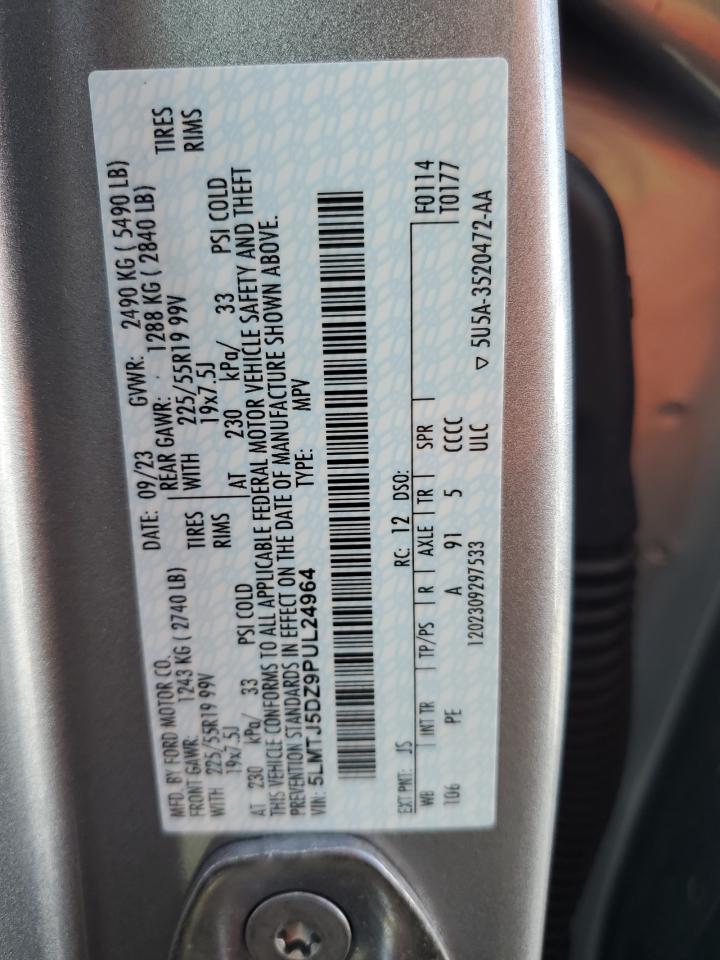 MFD. BY FORD MOTOR CO.
DATE: 09/23 GVWR: 2490 KG ( 5490 LB)
FRONT GAWR: 1243 KG ( 2740 LB)
REAR GAWR: 1288 KG ( 2840 LB)
WITH 225/55R19 99V TIRES
WITH 225/55R19 99V TIRES
19x7.5J RIMS
19x7.5J RIMS
AT 230 kPa/ 33 PSI COLD
AT 230 kPa/ 33 PSI COLD
THIS VEHICLE CONFORMS TO ALL APPLICABLE FEDERAL MOTOR VEHICLE SAFETY AND THEFT
PREVENTION STANDARDS IN EFFECT ON THE DATE OF MANUFACTURE SHOWN ABOVE.
VIN: 5LMTJ5DZ9PUL24964 TYPE: MPV
EXT PNT: JS RC: 12 DSO:
WB INT TR TP/PS R AXLE TR SPR F0114
T0177
106 PE A 91 5 CCCC
1202309297533 ULC ▽ 5U5A-3520472-AA